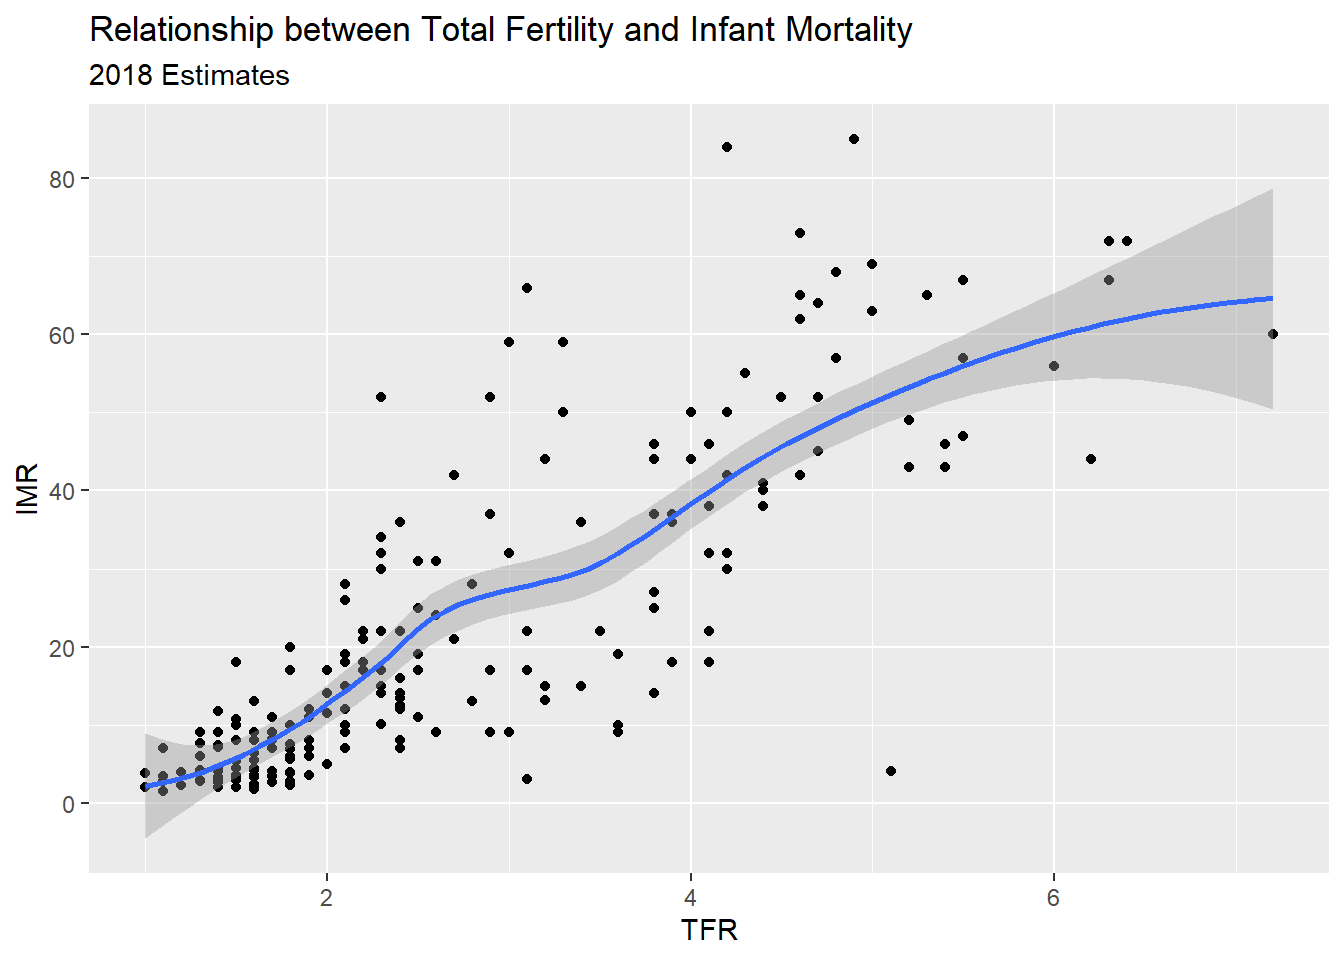 Relationship between Total Fertility and Infant Mortality
2018 Estimates
80
60
40
20
0
IMR
2 4 6
TFR